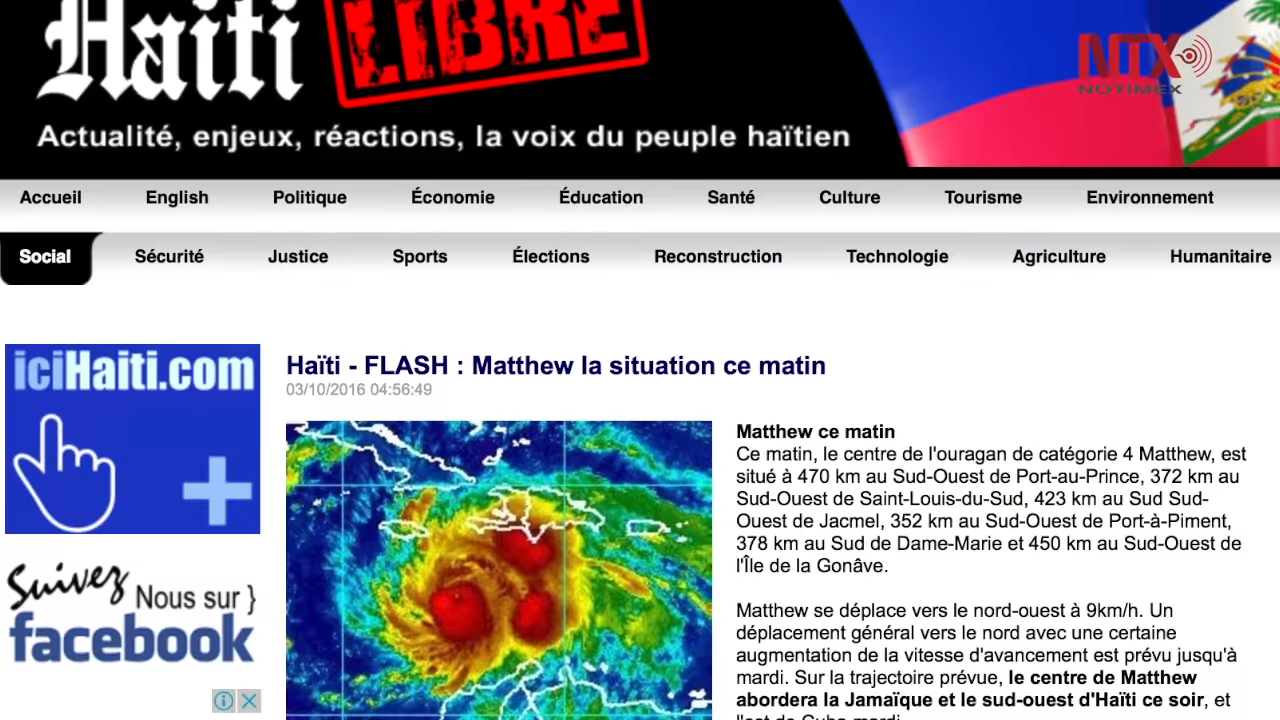 Haïti LIBRE
NTX
NOTIMEX
Actualité, enjeux, réactions, la voix du peuple haïtien
Accueil English Politique Économie Éducation Santé Culture Tourisme Environnement
Social Sécurité Justice Sports Élections Reconstruction Technologie Agriculture Humanitaire
iciHaiti.com
Suivez Nous sur }
facebook
Haïti - FLASH : Matthew la situation ce matin
03/10/2016 04:56:49
Matthew ce matin
Ce matin, le centre de l'ouragan de catégorie 4 Matthew, est
situé à 470 km au Sud-Ouest de Port-au-Prince, 372 km au
Sud-Ouest de Saint-Louis-du-Sud, 423 km au Sud Sud-
Ouest de Jacmel, 352 km au Sud-Ouest de Port-à-Piment,
378 km au Sud de Dame-Marie et 450 km au Sud-Ouest de
l'Île de la Gonâve.
Matthew se déplace vers le nord-ouest à 9km/h. Un
déplacement général vers le nord avec une certaine
augmentation de la vitesse d'avancement est prévu jusqu'à
mardi. Sur la trajectoire prévue, le centre de Matthew
abordera la Jamaïque et le sud-ouest d'Haïti ce soir, et
l'est de Cuba mardi